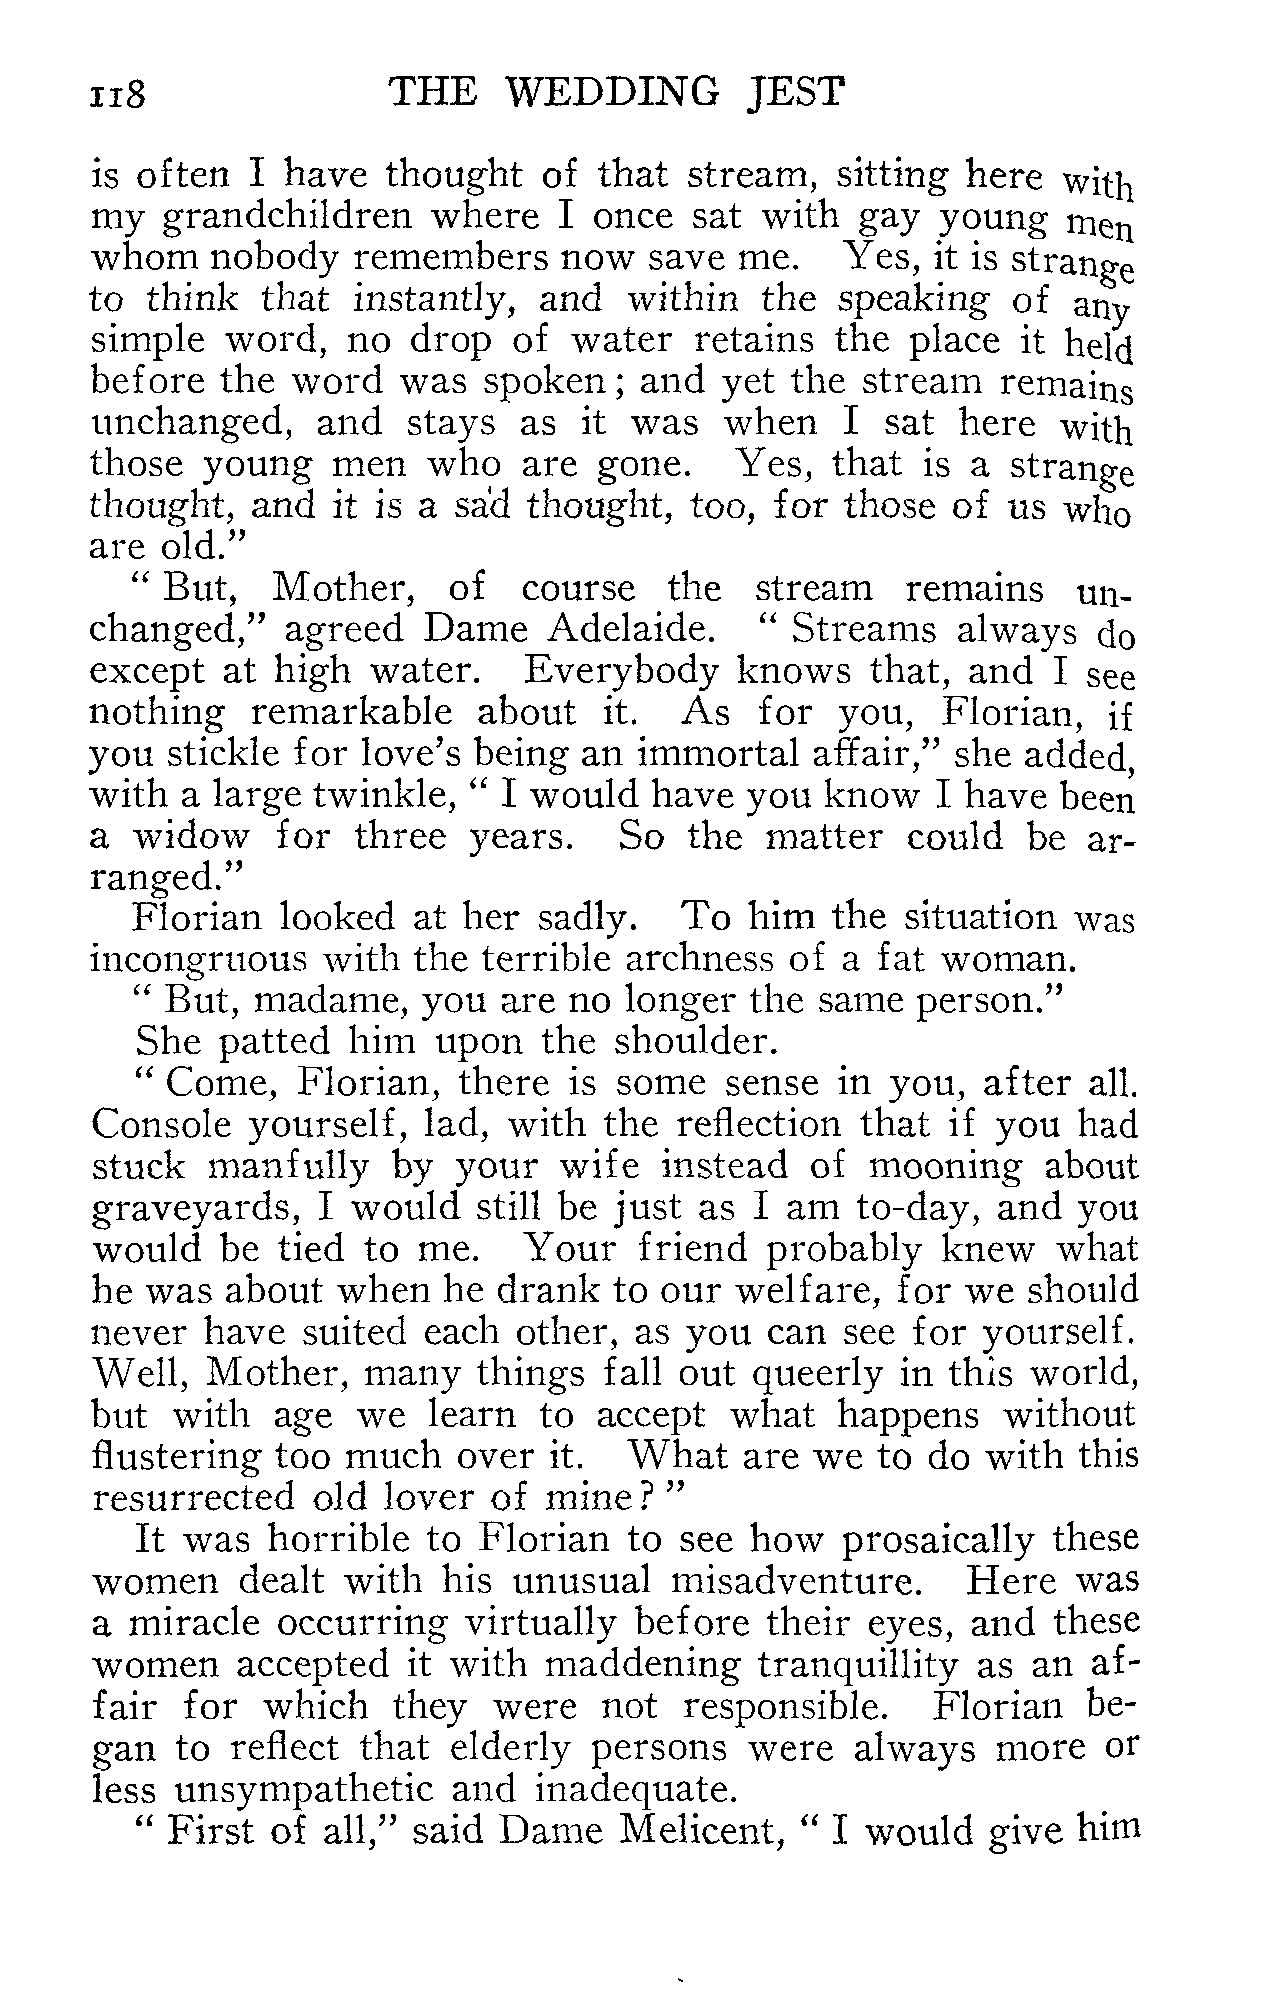 118 THE WEDDING JEST
is often I have thought of that stream, sitting here with
my grandchildren where I once sat with gay young men
whom nobody remembers now save me. Yes, it is strange
to think that instantly, and within the speaking of any
simple word, no drop of water retains the place it held
before the word was spoken; and yet the stream remains
unchanged, and stays as it was when I sat here with
those young men who are gone. Yes, that is a strange
thought, and it is a sad thought, too, for those of us who
are old."
" But, Mother, of course the stream remains un-
changed," agreed Dame Adelaide. " Streams always do
except at high water. Everybody knows that, and I see
nothing remarkable about it. As for you, Florian, if
you stickle for love's being an immortal affair," she added,
with a large twinkle, " I would have you know I have been
a widow for three years. So the matter could be ar-
ranged."
Florian looked at her sadly. To him the situation was
incongruous with the terrible archness of a fat woman.
" But, madame, you are no longer the same person."
She patted him upon the shoulder.
" Come, Florian, there is some sense in you, after all.
Console yourself, lad, with the reflection that if you had
stuck manfully by your wife instead of mooning about
graveyards, I would still be just as I am to-day, and you
would be tied to me. Your friend probably knew what
he was about when he drank to our welfare, for we should
never have suited each other, as you can see for yourself.
Well, Mother, many things fall out queerly in this world,
but with age we learn to accept what happens without
flustering too much over it. What are we to do with this
resurrected old lover of mine? "
It was horrible to Florian to see how prosaically these
women dealt with his unusual misadventure. Here was
a miracle occurring virtually before their eyes, and these
women accepted it with maddening tranquillity as an af-
fair for which they were not responsible. Florian be-
gan to reflect that elderly persons were always more or
less unsympathetic and inadequate.
" First of all," said Dame Melicent, " I would give him